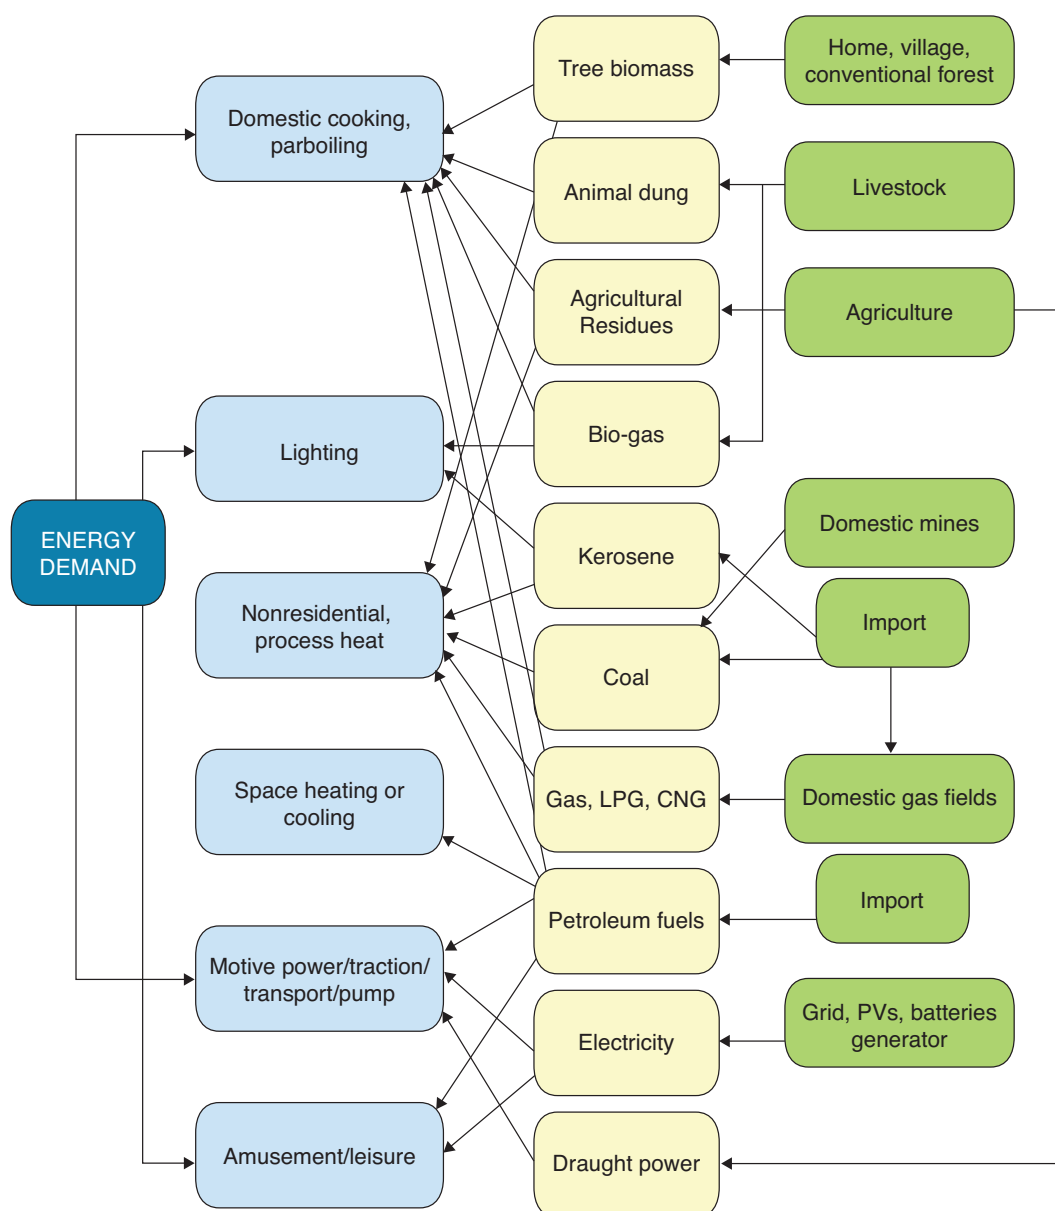 ENERGY
DEMAND
Domestic cooking,
parboiling
Lighting
Nonresidential,
process heat
Space heating or
cooling
Motive power/traction/
transport/pump
Amusement/leisure
Tree biomass
Animal dung
Agricultural
Residues
Bio-gas
Kerosene
Coal
Gas, LPG, CNG
Petroleum fuels
Electricity
Draught power
Home, village,
conventional forest
Livestock
Agriculture
Domestic mines
Import
Domestic gas fields
Import
Grid, PVs, batteries
generator